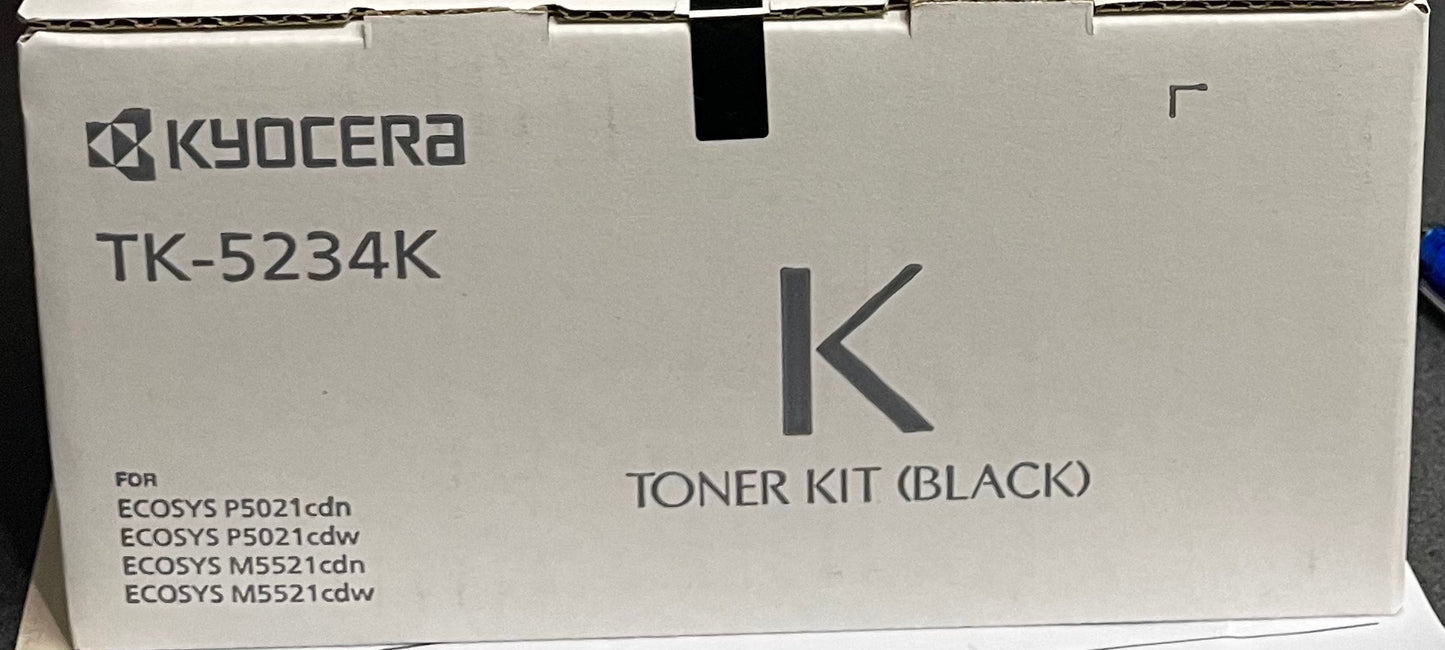 KYOCERA
TK-5234K
K
TONER KIT (BLACK)
FOR
ECOSYS P5021cdn
ECOSYS P5021cdw
ECOSYS M5521cdn
ECOSYS M5521cdw